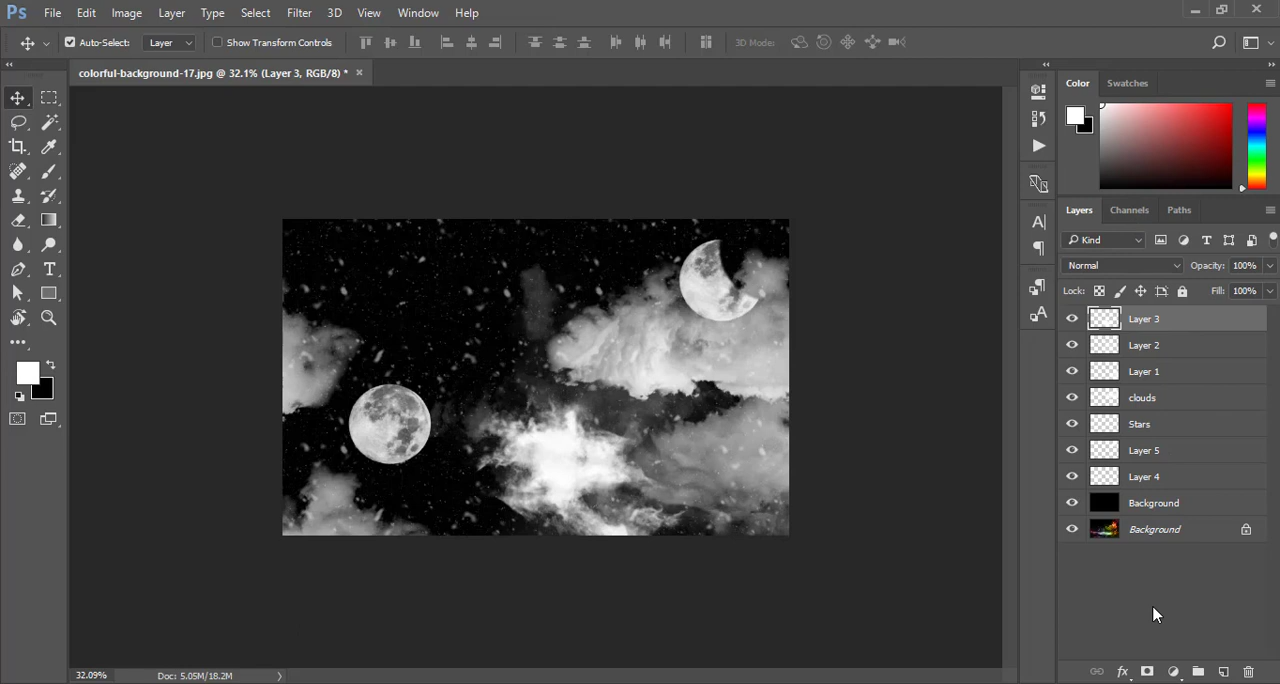 Ps File Edit Image Layer Type Select Filter 3D View Window Help
Auto-Select: Layer Show Transform Controls 3D Mode:
colorful-background-17.jpg @ 32.1% (Layer 3, RGB/8) * ×
Color Swatches
Layers Channels Paths
Kind
Normal Opacity: 100%
Lock: Fill: 100%
Layer 3
Layer 2
Layer 1
clouds
Stars
Layer 5
Layer 4
Background
Background
32.09% Doc: 5.05M/18.2M